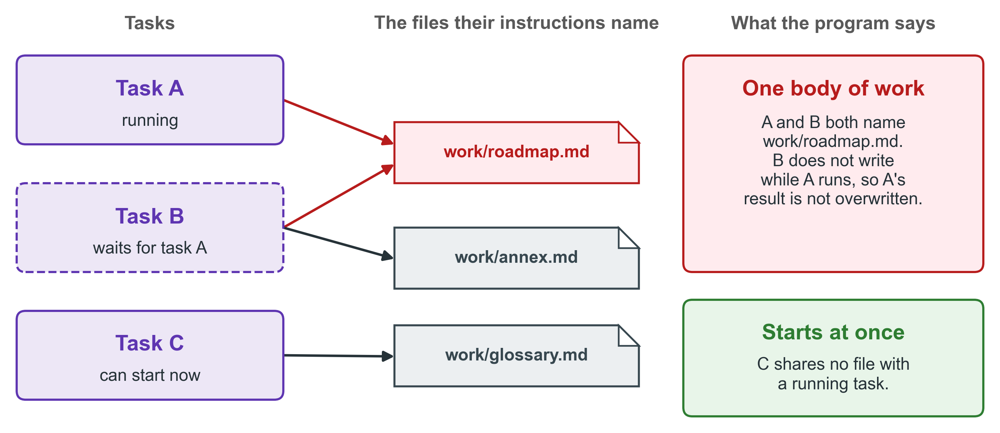 Tasks
The files their instructions name
What the program says
Task A
running
Task B
waits for task A
Task C
can start now
work/roadmap.md
work/annex.md
work/glossary.md
One body of work
A and B both name
work/roadmap.md.
B does not write
while A runs, so A's
result is not overwritten.
Starts at once
C shares no file with
a running task.